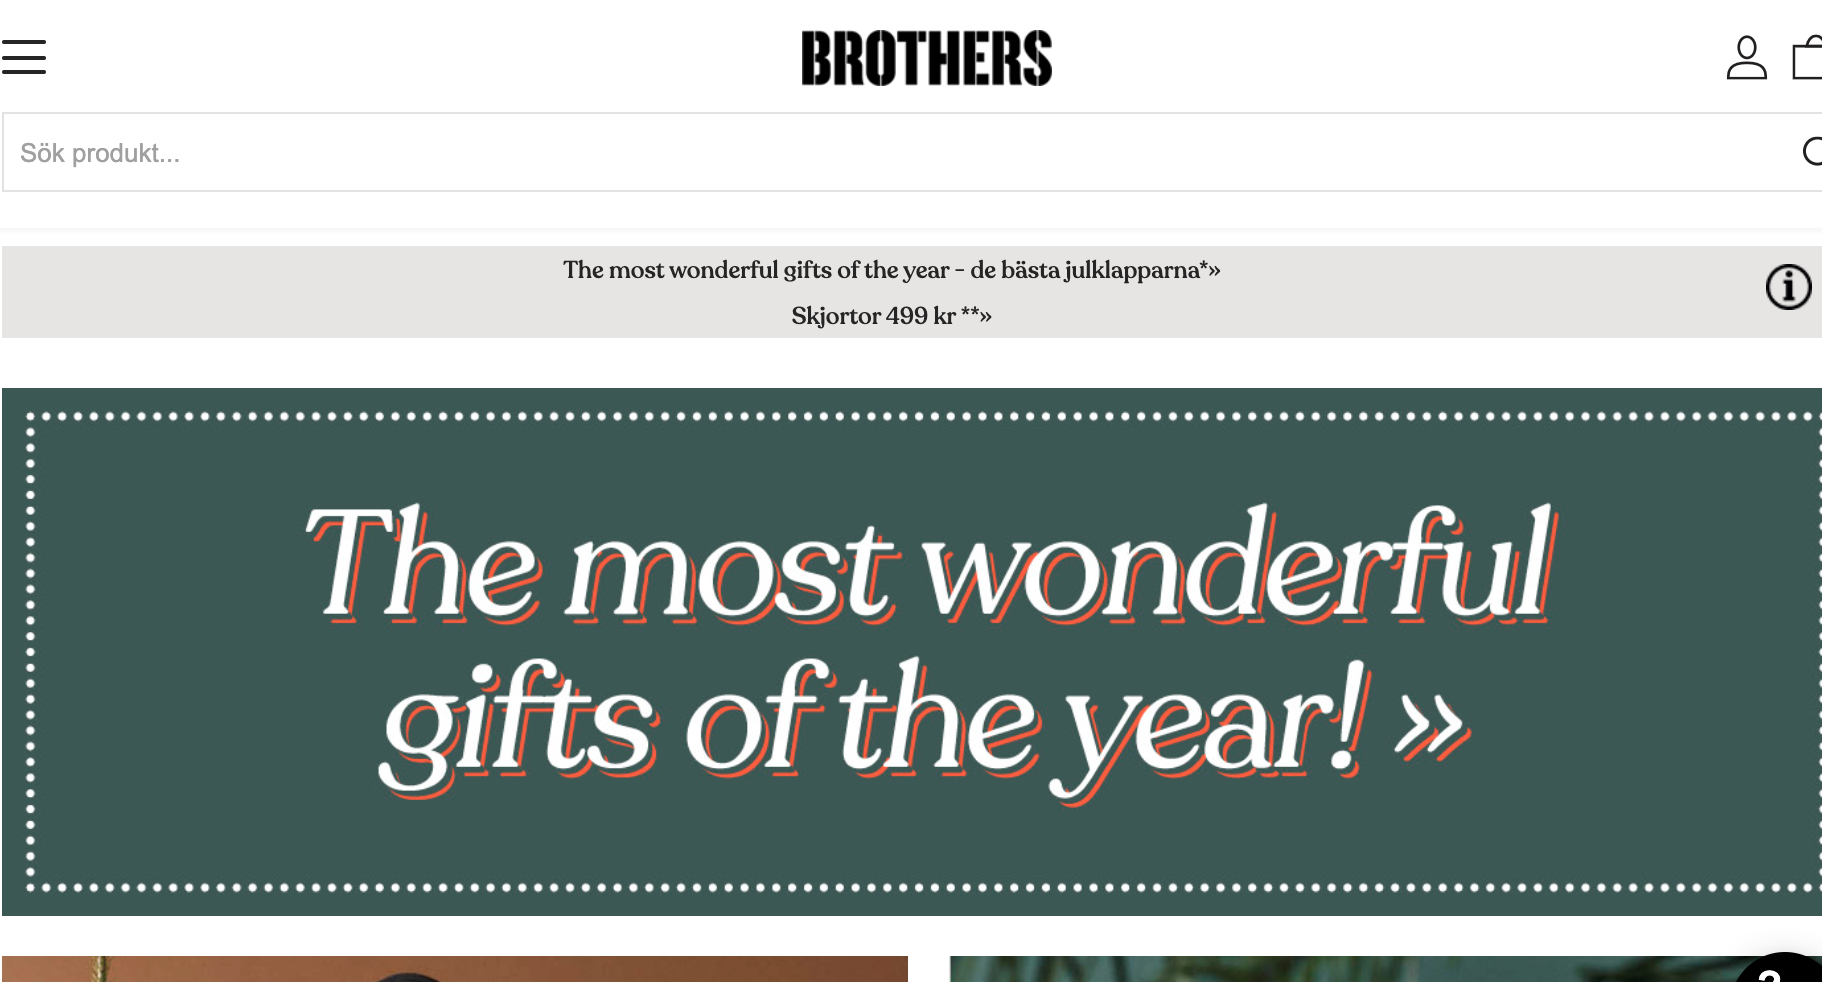 BROTHERS
Sök produkt...
The most wonderful gifts of the year - de bästa julklapparna*»
Skjortor 499 kr **»
The most wonderful
gifts of the year! »